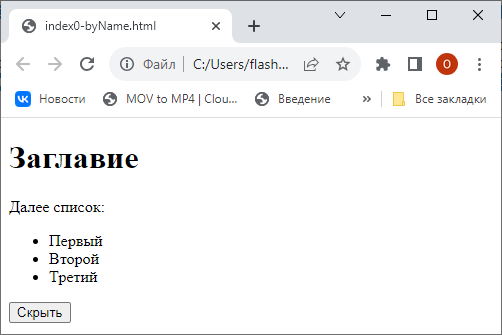 index0-byName.html
Файл
C:/Users/flash...
О
Новости
MOV to MP4 | Clou...
Введение
Все закладки
Заглавие
Далее список:
Первый
Второй
Третий
Скрыть